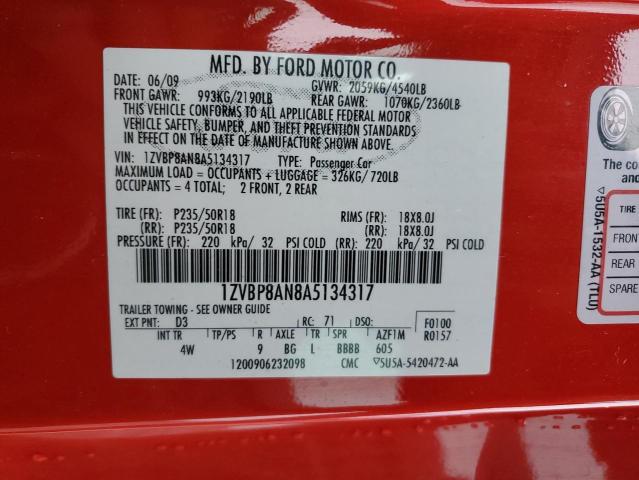 MFD. BY FORD MOTOR CO.
DATE: 06/09 GVWR: 2059KG/4540LB
FRONT GAWR: 993KG/2190LB REAR GAWR: 1070KG/2360LB
THIS VEHICLE CONFORMS TO ALL APPLICABLE FEDERAL MOTOR
VEHICLE SAFETY, BUMPER, AND THEFT PREVENTION STANDARDS
IN EFFECT ON THE DATE OF MANUFACTURE SHOWN ABOVE.
VIN: 1ZVBP8AN8A5134317 TYPE: Passenger Car
MAXIMUM LOAD = OCCUPANTS + LUGGAGE = 326KG/720LB
OCCUPANTS = 4 TOTAL; 2 FRONT, 2 REAR
TIRE (FR): P235/50R18 RIMS (FR): 18X8.0J
(RR): P235/50R18 (RR): 18X8.0J
PRESSURE (FR): 220 kPa/ 32 PSI COLD (RR): 220 kPa/ 32 PSI COLD
1ZVBP8AN8A5134317
TRAILER TOWING - SEE OWNER GUIDE
EXT PNT: D3 RC: 71 DSO: F0100
INT TR TP/PS R AXLE TR SPR AZF1M R0157
4W 9 BG L BBBB 605
1200906232098 CMC ▽5U5A-5420472-AA
The co
and
TIRE
FRON
REAR
SPARE
▽5U5A-1532-AA (TLU)